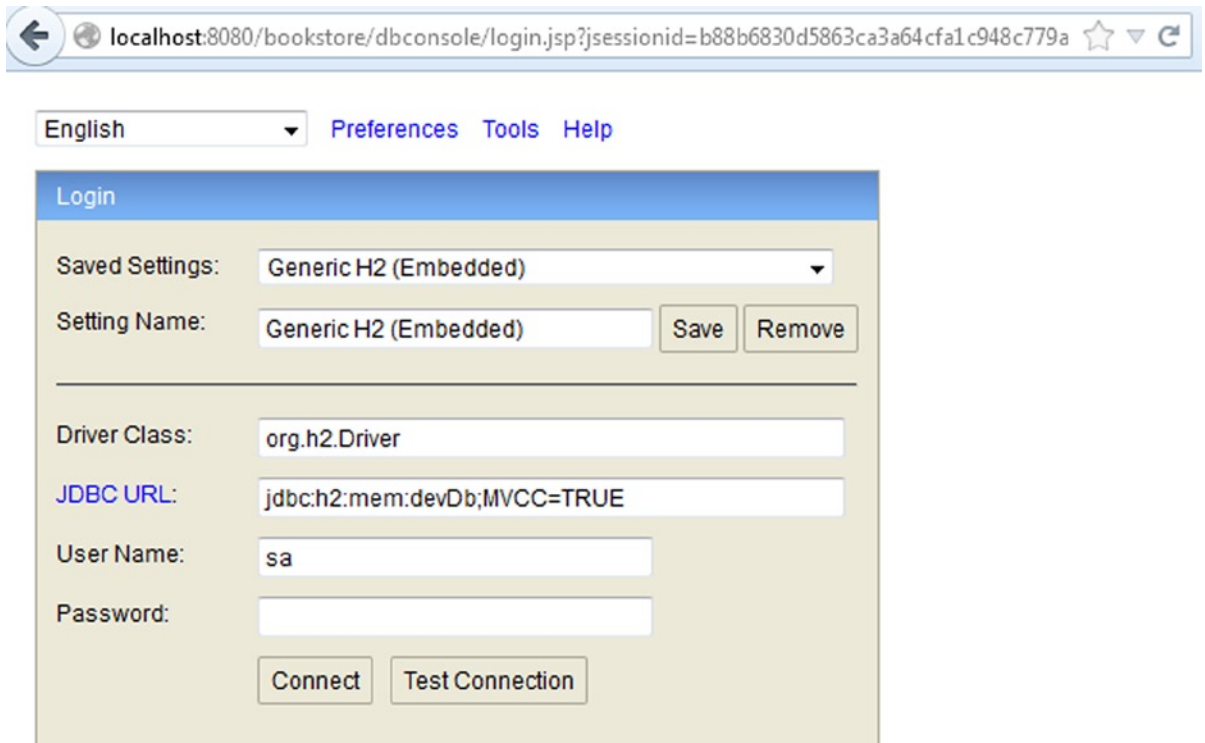 localhost:8080/bookstore/dbconsole/login.jsp?jsessionid=b88b6830d5863ca3a64cfa1c948c779a
English Preferences Tools Help
Login
Saved Settings: Generic H2 (Embedded)
Setting Name: Generic H2 (Embedded) Save Remove
Driver Class: org.h2.Driver
JDBC URL: jdbc:h2:mem:devDb;MVCC=TRUE
User Name: sa
Password:
Connect Test Connection